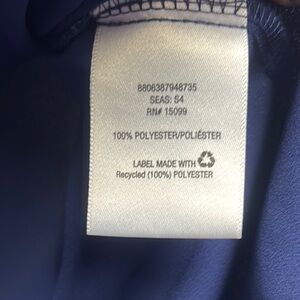 8806387948735
SEAS: S4
RN# 15099
100% POLYESTER/POLIÉSTER
LABEL MADE WITH
Recycled (100%) POLYESTER